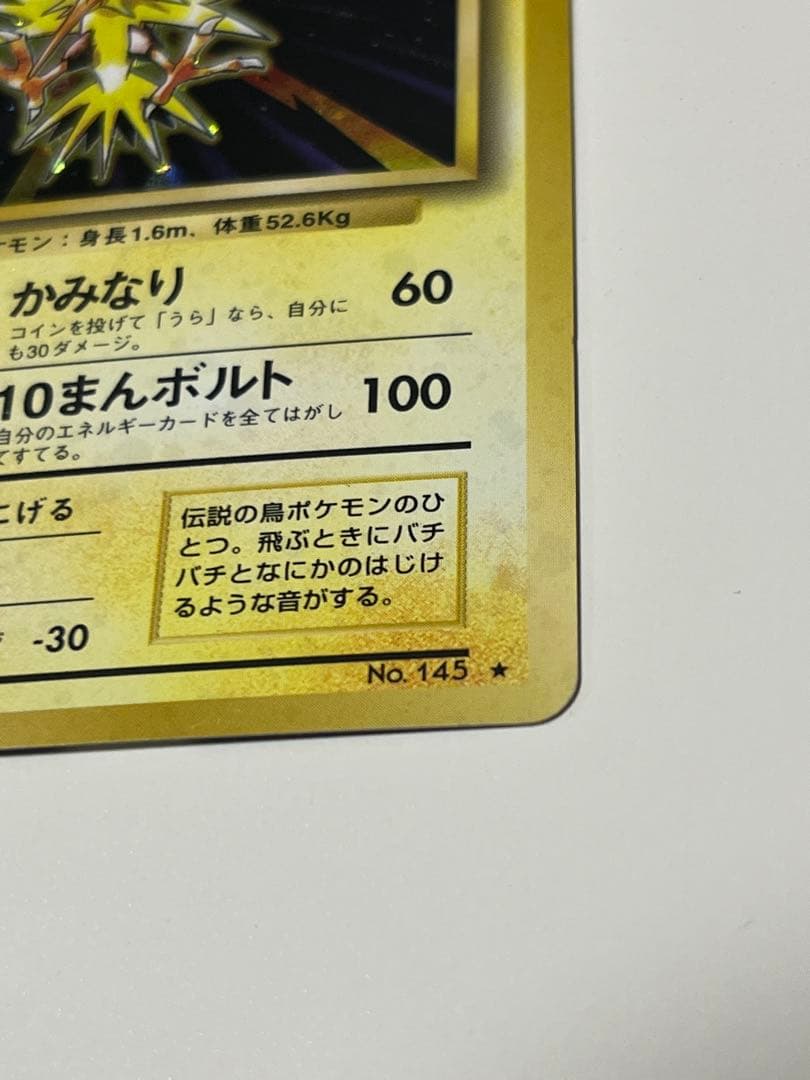 ケモン：身長1.6m、体重52.6Kg
かみなり 60
コインを投げて「うら」なら、自分に
も30ダメージ。
10まんボルト 100
自分のエネルギーカードを全てはがし
てすてる。
にげる
伝説の鳥ポケモンのひ
とつ。飛ぶときにバチ
バチとなにかのはじけ
るような音がする。
-30
No. 145 ★